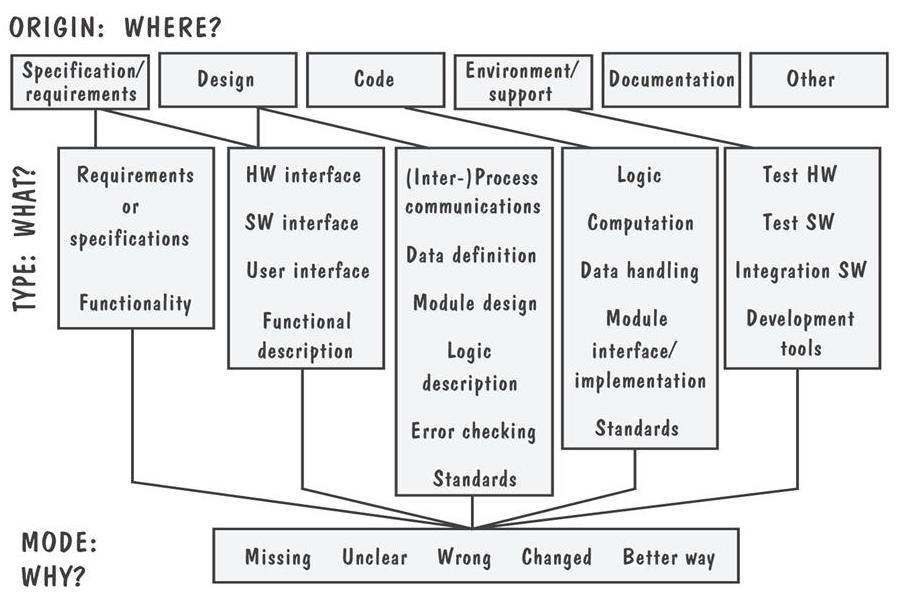 ORIGIN: WHERE?
Specification/
requirements
Design
Code
Environment/
support
Documentation
Other
TYPE: WHAT?
Requirements
or
specifications
Functionality
HW interface
SW interface
User interface
Functional
description
(Inter-)Process
communications
Data definition
Module design
Logic
description
Error checking
Standards
Logic
Computation
Data handling
Module
interface/
implementation
Standards
Test HW
Test SW
Integration SW
Development
tools
MODE:
WHY?
Missing Unclear Wrong Changed Better way